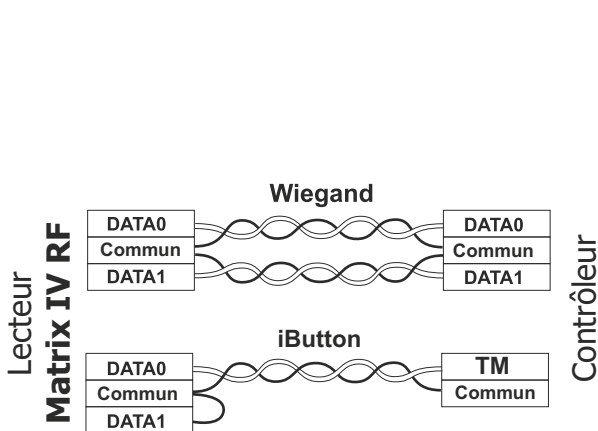 Wiegand
Lecteur
Matrix IV RF
DATA0
Commun
DATA1
DATA0
Commun
DATA1
Contrôleur
iButton
DATA0
Commun
DATA1
TM
Commun